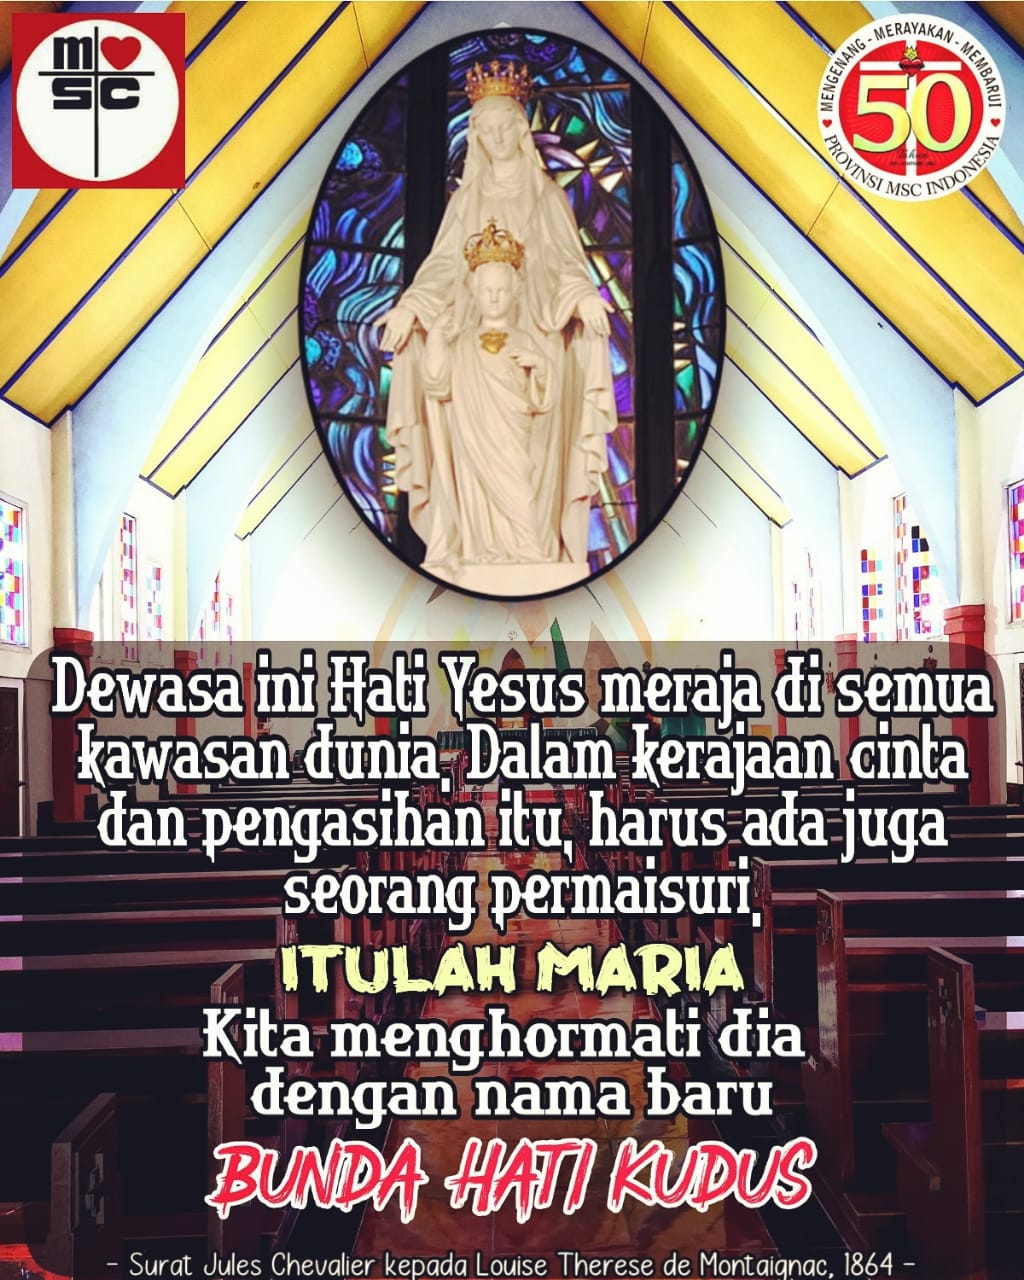 m
SC
MENGENANG - MERAYAKAN - MEMBARUI
50
Tahun
PROVINSI MSC INDONESIA
Dewasa ini Hati Yesus meraja di semua
kawasan dunia. Dalam kerajaan cinta
dan pengasihan itu, harus ada juga
seorang permaisuri.
ITULAH MARIA
Kita menghormati dia
dengan nama baru
BUNDA HATI KUDUS
- Surat Jules Chevalier kepada Louise Therese de Montaignac, 1864 -